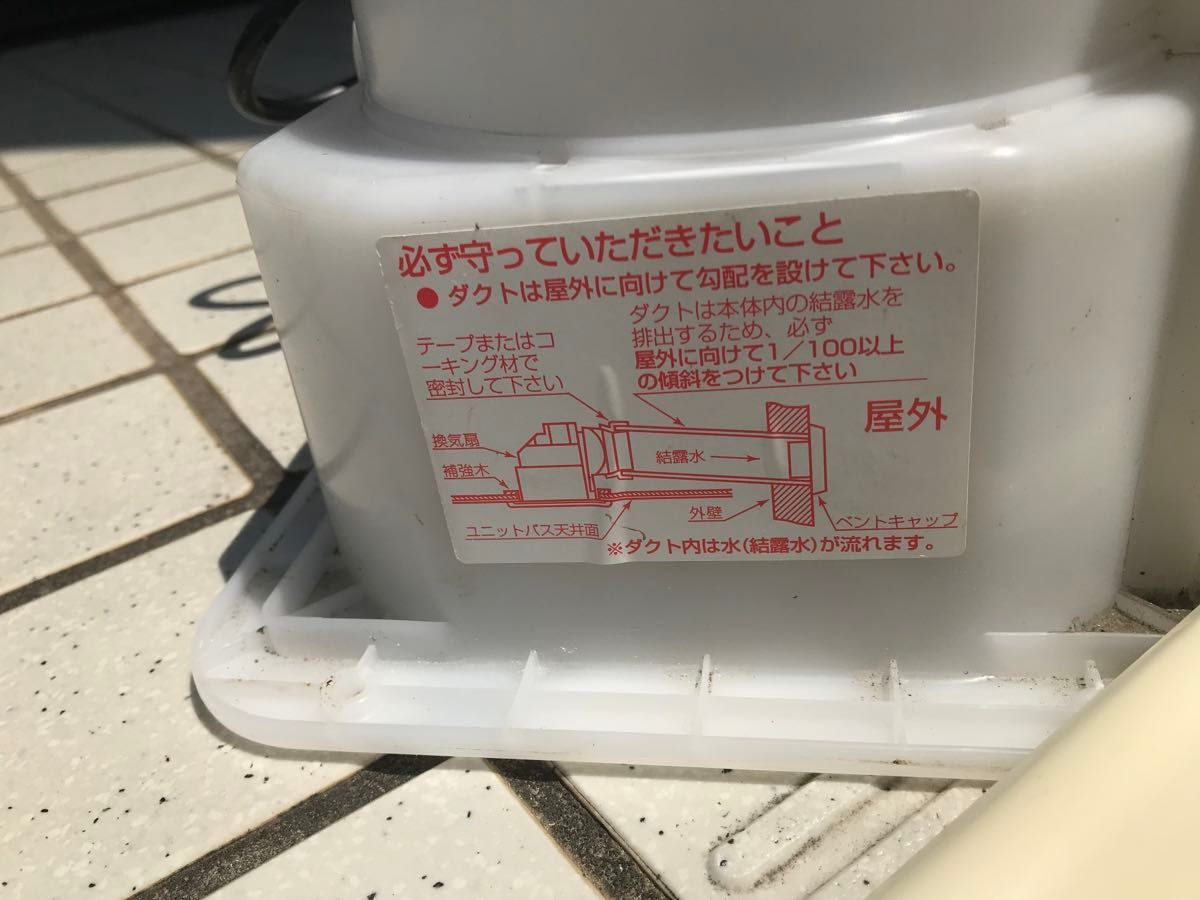 必ず守っていただきたいこと
● ダクトは屋外に向けて勾配を設けて下さい。
テープまたはコ
ーキング材で
密封して下さい
ダクトは本体内の結露水を
排出するため、必ず
屋外に向けて1/100以上
の傾斜をつけて下さい
屋外
換気扇
結露水
補強木
外壁
ユニットバス天井面
ベントキャップ
※ダクト内は水(結露水)が流れます。